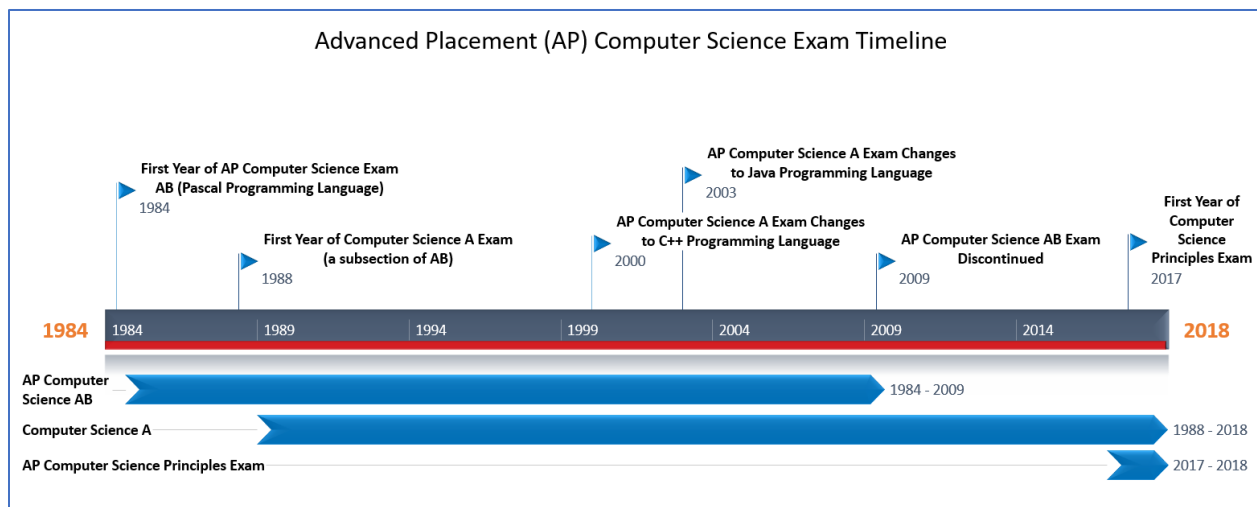 Advanced Placement (AP) Computer Science Exam Timeline
First Year of AP Computer Science Exam
AB (Pascal Programming Language)
1984
First Year of Computer Science A Exam
(a subsection of AB)
1988
AP Computer Science A Exam Changes
to C++ Programming Language
2000
AP Computer Science A Exam Changes
to Java Programming Language
2003
AP Computer Science AB Exam
Discontinued
2009
First Year of
Computer
Science
Principles Exam
2017
1984
1984
1989
1994
1999
2004
2009
2014
2018
AP Computer
Science AB
1984 - 2009
Computer Science A
1988 - 2018
AP Computer Science Principles Exam
2017 - 2018